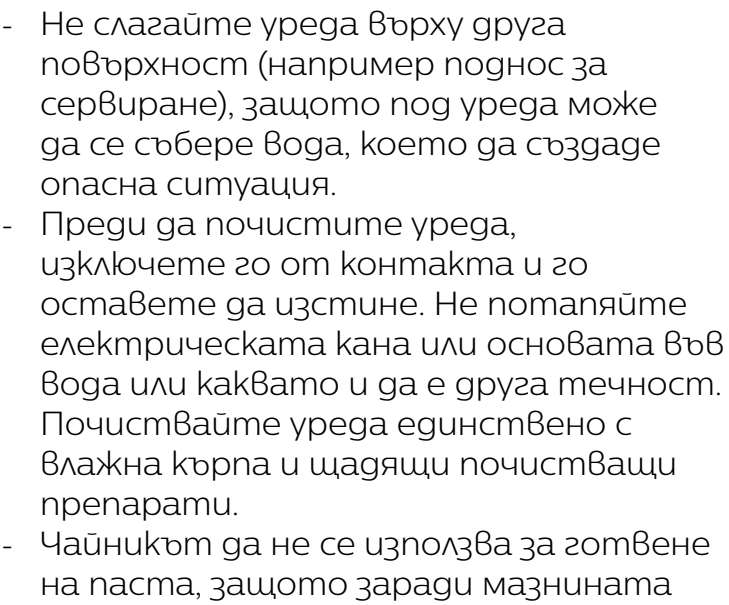 - Не слагайте уреда върху друга
повърхност (например поднос за
сервиране), защото под уреда може
да се събере вода, което да създаде
опасна ситуация.
- Преди да почистите уреда,
изключете го от контакта и го
оставете да изстине. Не потапяйте
електрическата кана или основата във
вода или каквато и да е друга течност.
Почиствайте уреда единствено с
влажна кърпа и щадящи почистващи
препарати.
- Чайникът да не се използва за готвене
на паста, защото заради мазнината